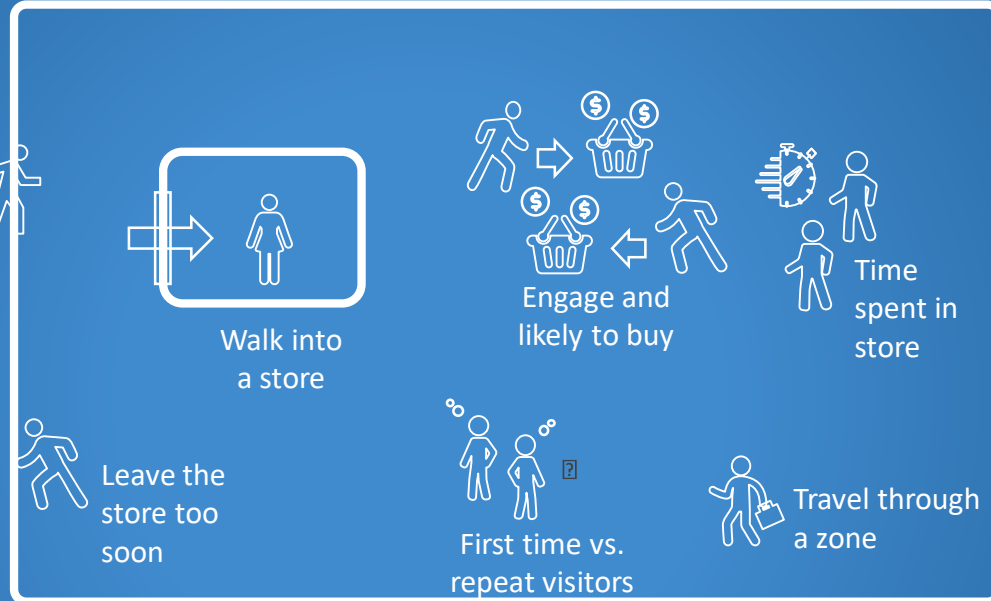 $ $
$ $
Engage and
likely to buy
Time
spent in
store
Walk into
a store
Leave the
store too
soon
?
First time vs.
repeat visitors
Travel through
a zone